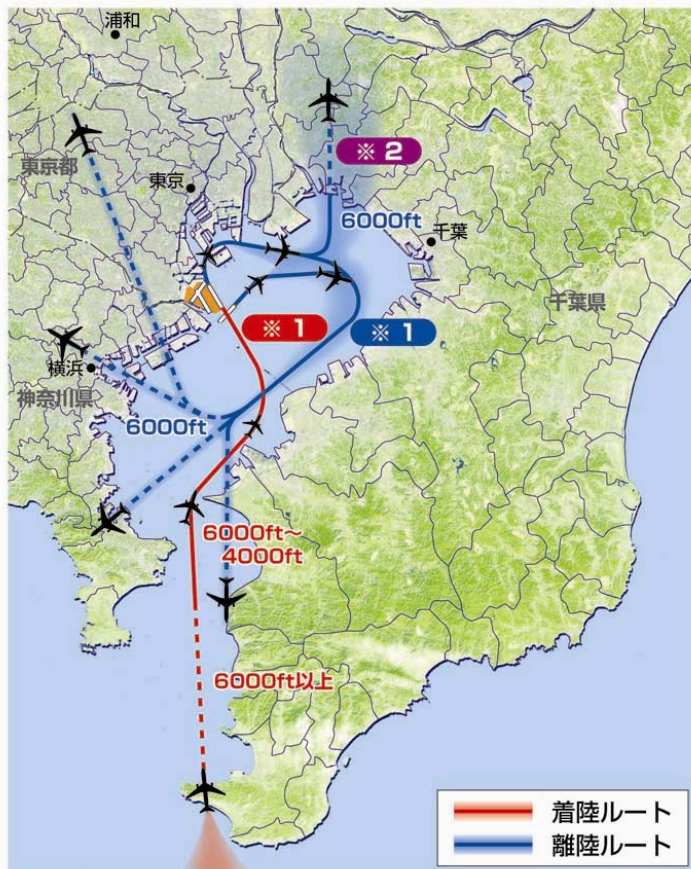 浦和
東京都
東京
※ 2
6000ft
千葉
千葉県
※ 1
※ 1
横浜
神奈川県
6000ft
6000ft～
4000ft
6000ft以上
着陸ルート
離陸ルート